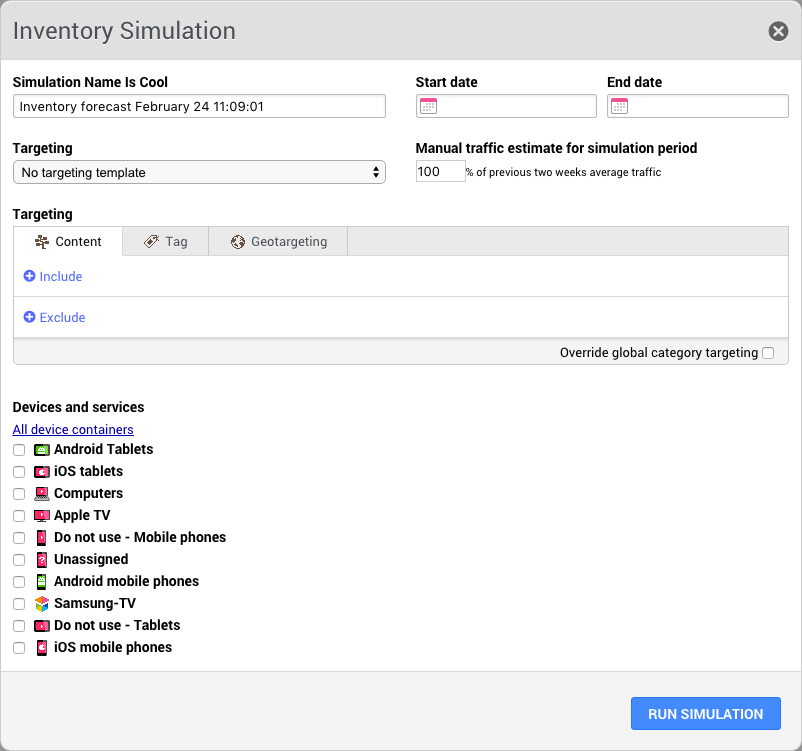 Inventory Simulation
Simulation Name Is Cool
Start date
End date
Inventory forecast February 24 11:09:01
Targeting
Manual traffic estimate for simulation period
No targeting template
100 % of previous two weeks average traffic
Targeting
Content Tag Geotargeting
Include
Exclude
Override global category targeting
Devices and services
All device containers
Android Tablets
iOS tablets
Computers
Apple TV
Do not use - Mobile phones
Unassigned
Android mobile phones
Samsung-TV
Do not use - Tablets
iOS mobile phones
RUN SIMULATION